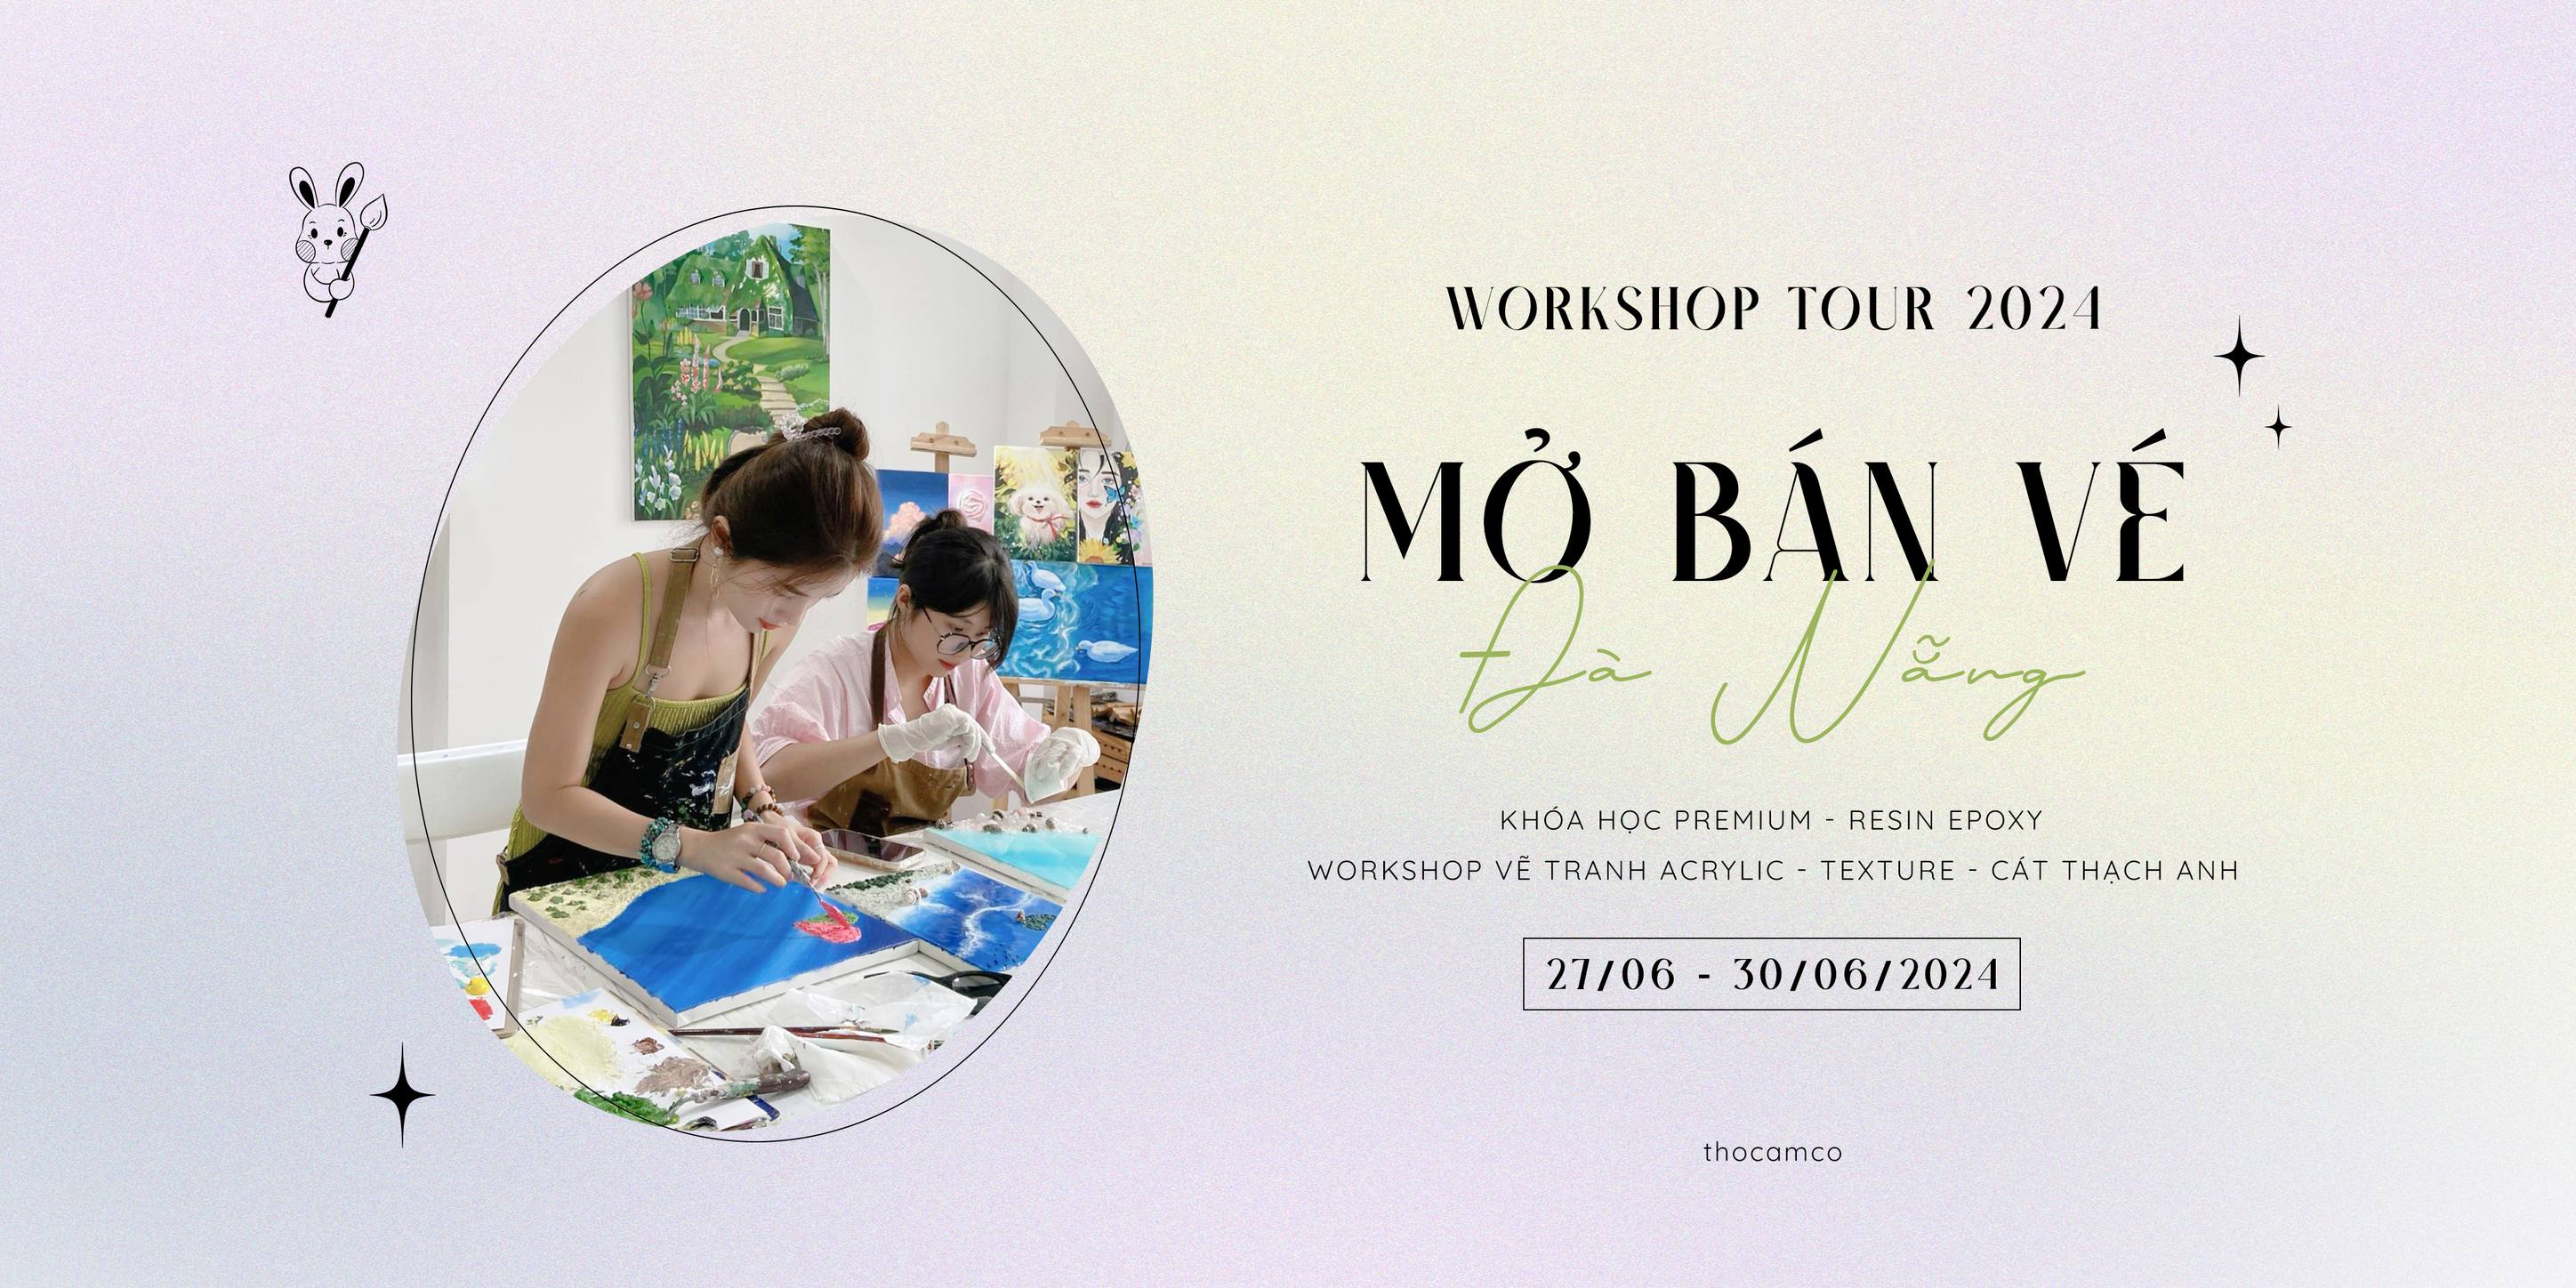 WORKSHOP TOUR 2024
MỞ BÁN VÉ
Đà Nẵng
KHÓA HỌC PREMIUM - RESIN EPOXY
WORKSHOP VẼ TRANH ACRYLIC - TEXTURE - CÁT THẠCH ANH
27/06 - 30/06/2024
thocamco